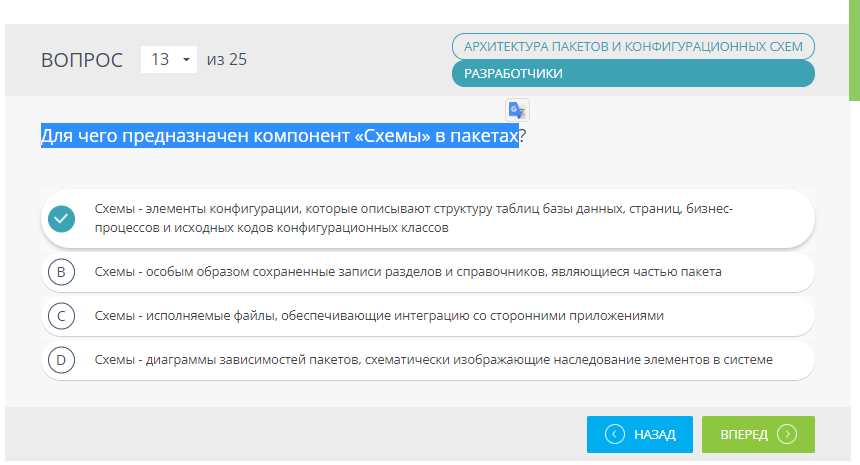 ВОПРОС 13 из 25
АРХИТЕКТУРА ПАКЕТОВ И КОНФИГУРАЦИОННЫХ СХЕМ
РАЗРАБОТЧИКИ
Для чего предназначен компонент «Схемы» в пакетах?
Схемы - элементы конфигурации, которые описывают структуру таблиц базы данных, страниц, бизнес-
процессов и исходных кодов конфигурационных классов
B Схемы - особым образом сохраненные записи разделов и справочников, являющиеся частью пакета
C Схемы - исполняемые файлы, обеспечивающие интеграцию со сторонними приложениями
D Схемы - диаграммы зависимостей пакетов, схематически изображающие наследование элементов в системе
НАЗАД ВПЕРЕД